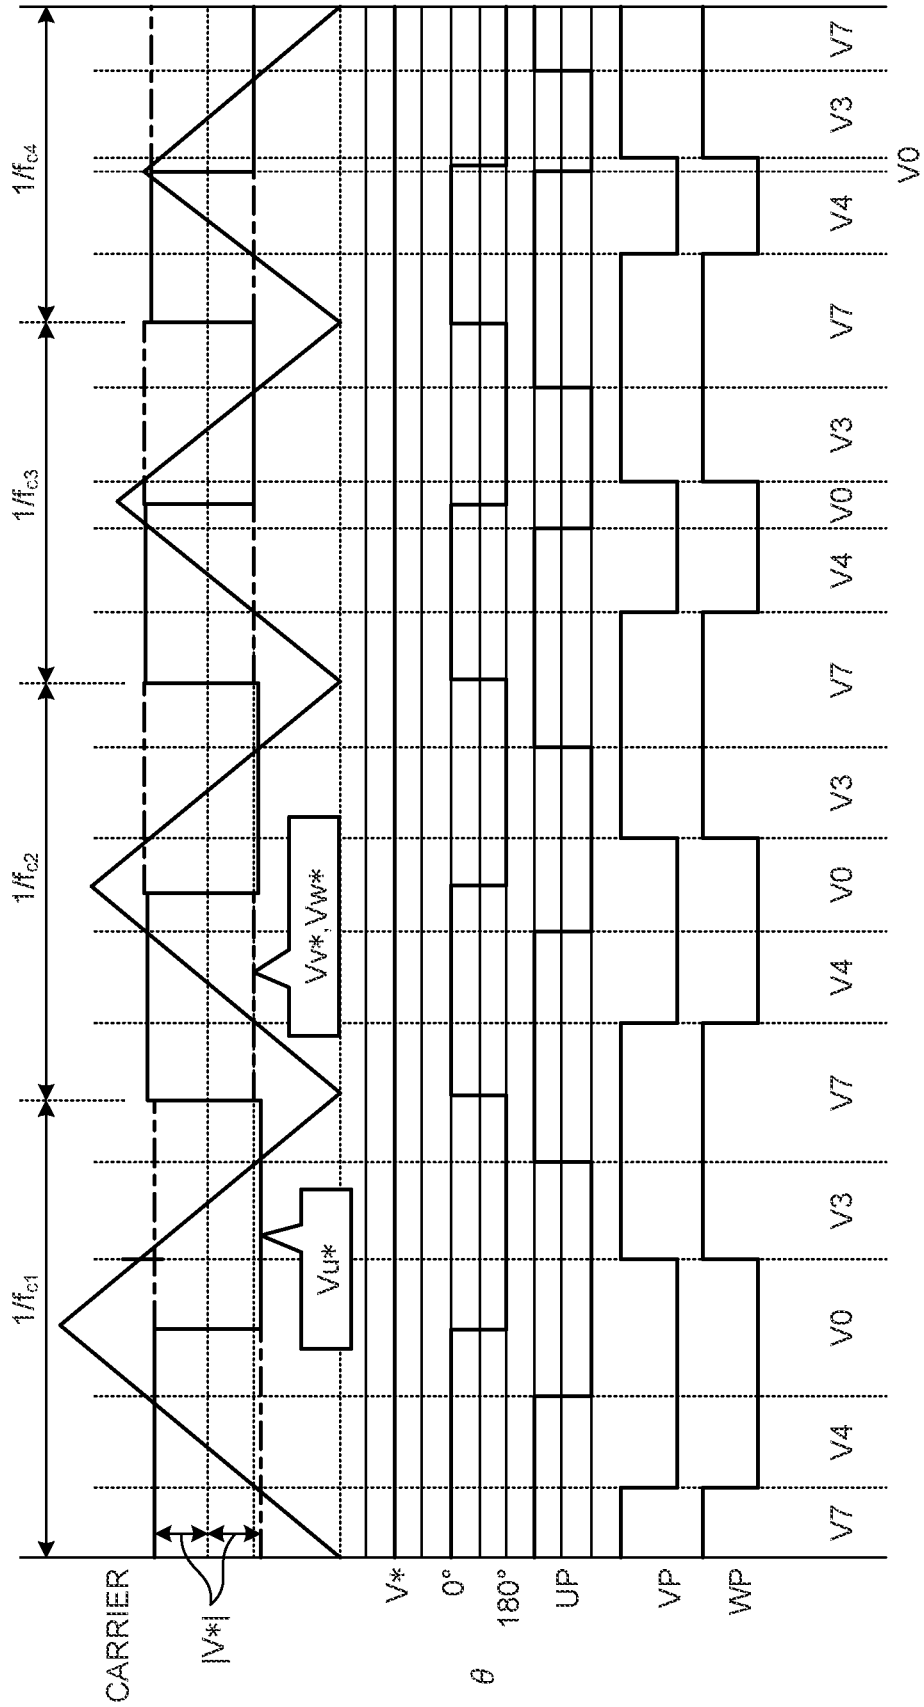 1/fc1
1/fc2
1/fc3
1/fc4
CARRIER
|V*|
Vu*
Vv*,Vw*
V*
θ
0°
180°
UP
VP
WP
V7 V4 V0 V3 V7 V4 V0 V3 V7 V4 V0 V3 V7 V4 V3 V7
V0